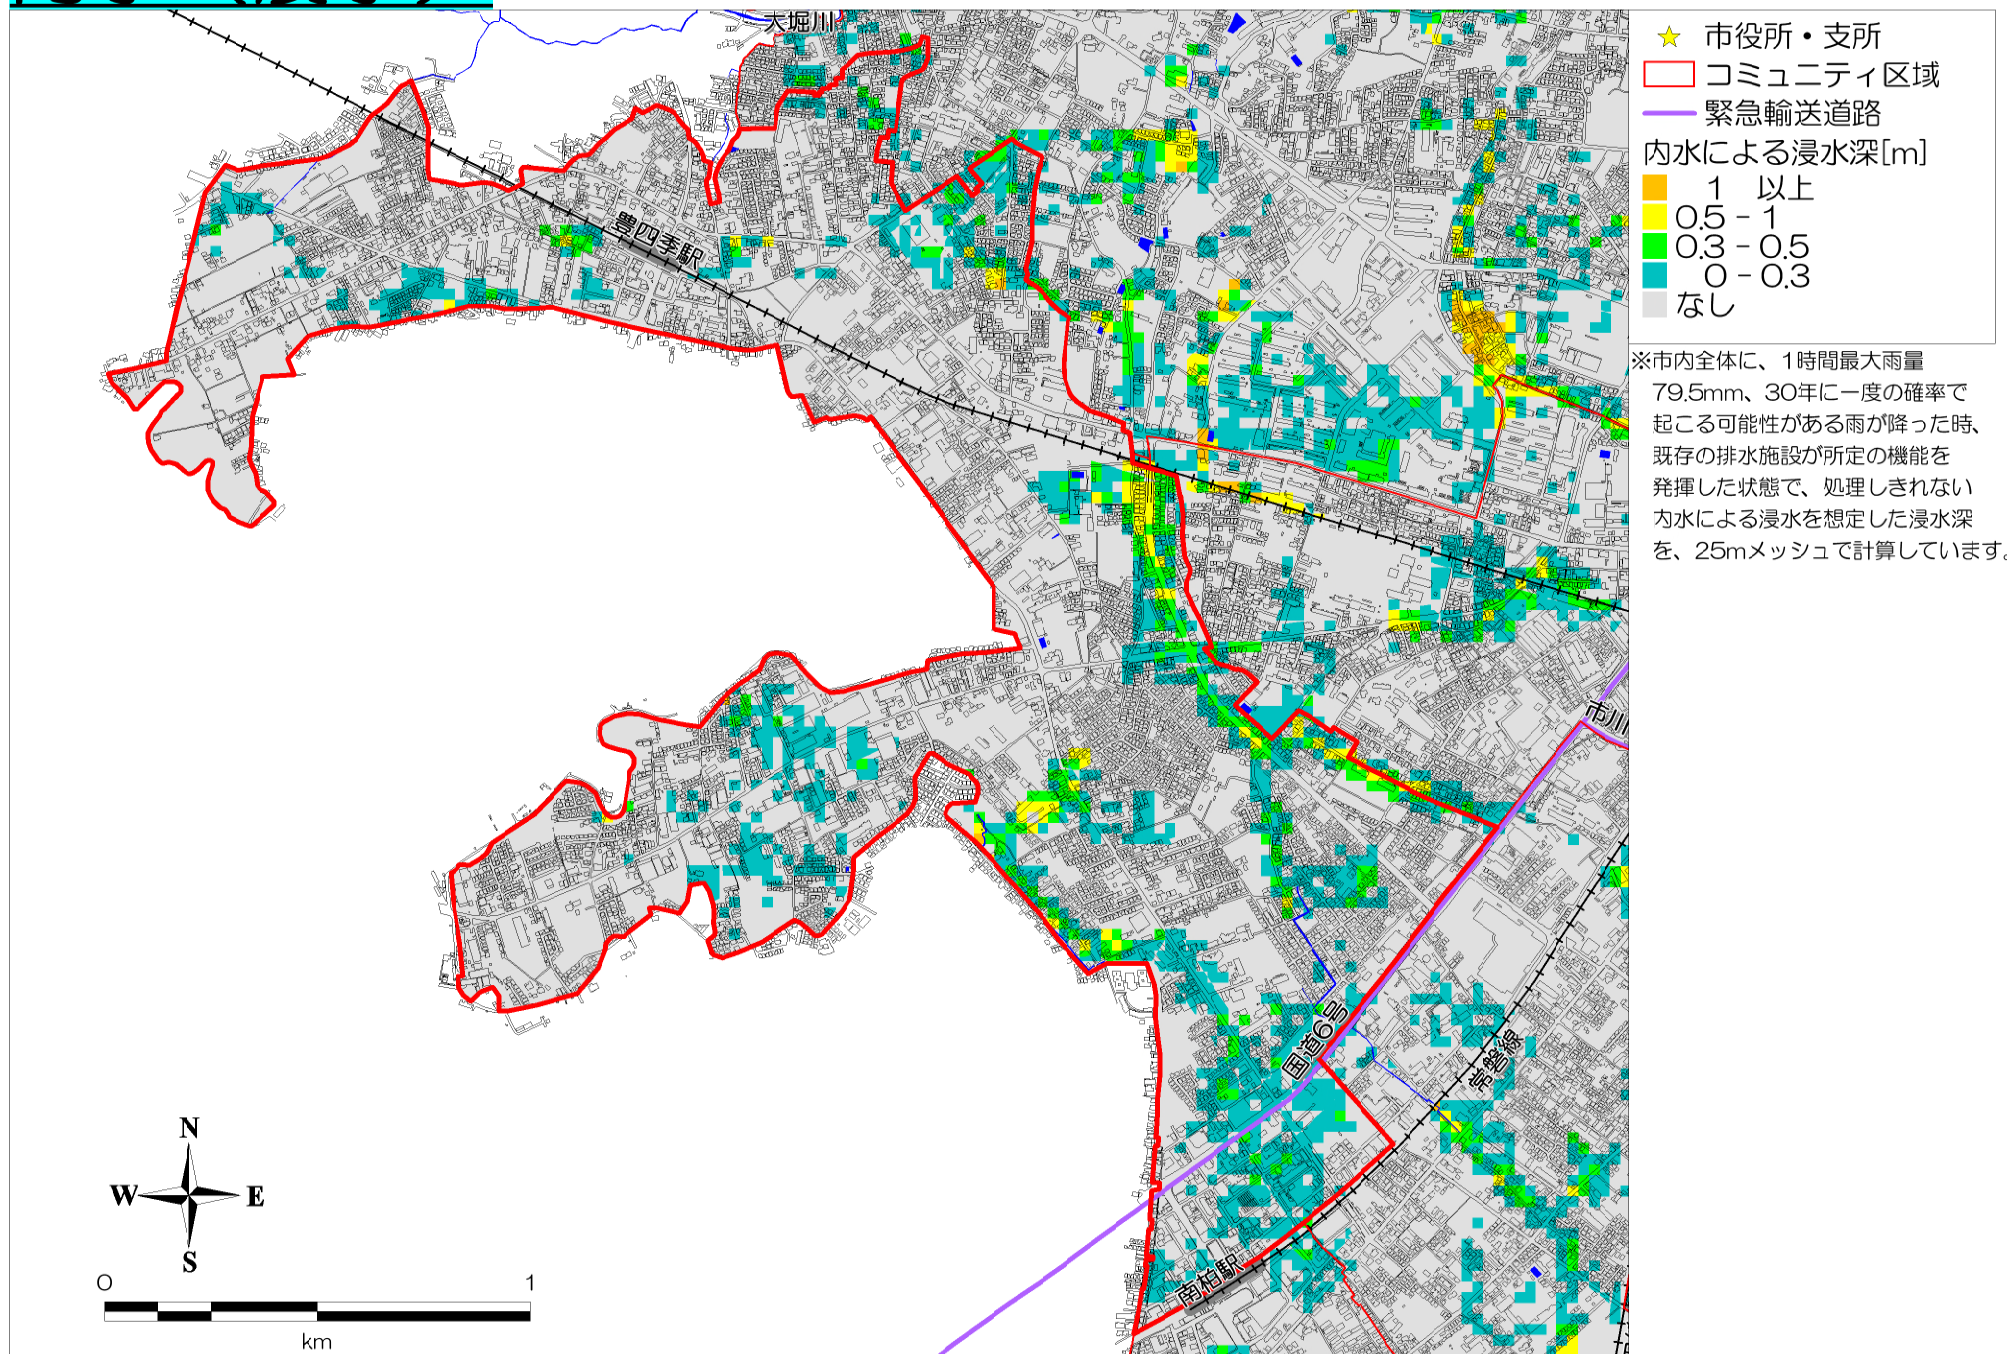 大堀川
豊四季駅
市川
国道6号
常磐線
南柏駅
N
W
E
S
0
1
km
市役所・支所
コミュニティ区域
緊急輸送道路
内水による浸水深[m]
1 以上
0.5 - 1
0.3 - 0.5
0 - 0.3
なし
※市内全体に、1時間最大雨量
79.5mm、30年に一度の確率で
起こる可能性がある雨が降った時、
既存の排水施設が所定の機能を
発揮した状態で、処理しきれない
内水による浸水を想定した浸水深
を、25mメッシュで計算しています。